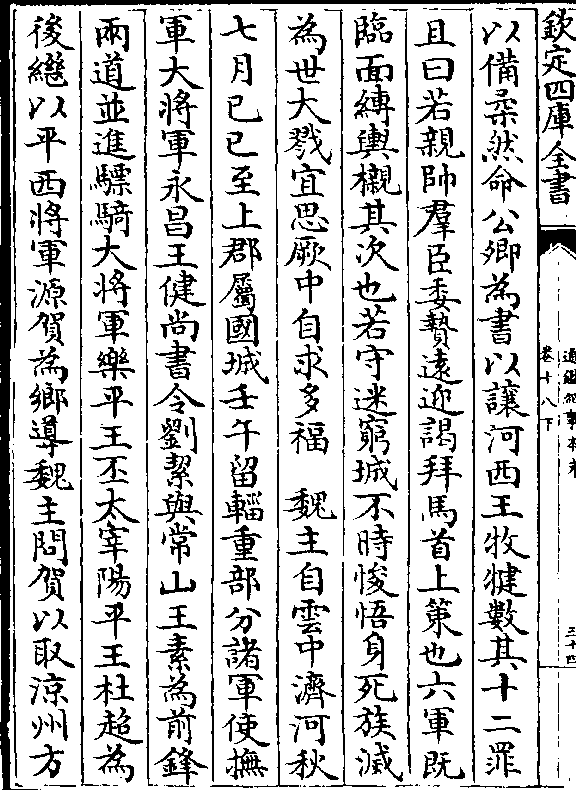 欽定四庫全書
通鑑紀事本末
卷十八下
三十四
以備柔然命公卿為書以讓河西王牧犍數其十二罪
且曰若親帥羣臣委贄遠迎謁拜馬首上策也六軍既
臨面縛輿櫬其次也若守迷窮城不時悛悟身死族滅
為世大戮宜思厥中自求多福　魏主自雲中濟河秋
七月己巳至上郡屬國城壬午留輜重部分諸軍使撫
軍大將軍永昌王健尚書令劉絜與常山王素為前鋒
兩道並進驃騎大將軍樂平王丕太宰陽平王杜超為
後繼以平西將軍源賀為鄉導魏主問賀以取涼州方